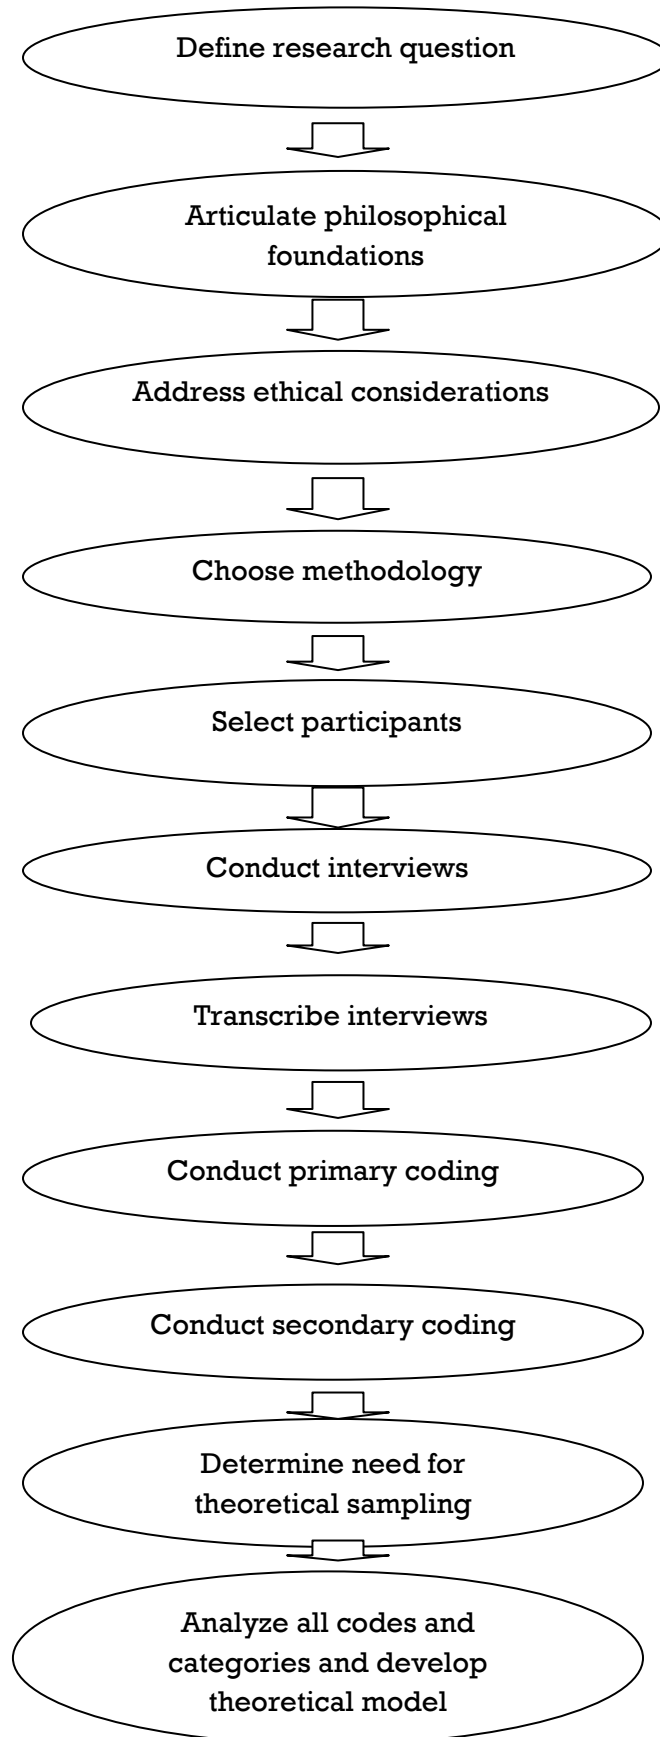 Define research question
Articulate philosophical
foundations
Address ethical considerations
Choose methodology
Select participants
Conduct interviews
Transcribe interviews
Conduct primary coding
Conduct secondary coding
Determine need for
theoretical sampling
Analyze all codes and
categories and develop
theoretical model